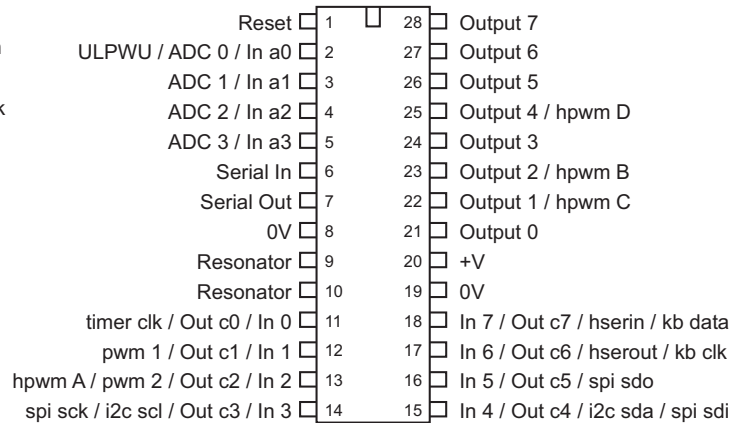 Reset 1 28 Output 7
ULPWU / ADC 0 / In a0 2 27 Output 6
ADC 1 / In a1 3 26 Output 5
k
ADC 2 / In a2 4 25 Output 4 / hpwm D
ADC 3 / In a3 5 24 Output 3
Serial In 6 23 Output 2 / hpwm B
Serial Out 7 22 Output 1 / hpwm C
0V 8 21 Output 0
Resonator 9 20 +V
Resonator 10 19 0V
timer clk / Out c0 / In 0 11 18 In 7 / Out c7 / hserin / kb data
pwm 1 / Out c1 / In 1 12 17 In 6 / Out c6 / hserout / kb clk
hpwm A / pwm 2 / Out c2 / In 2 13 16 In 5 / Out c5 / spi sdo
spi sck / i2c scl / Out c3 / In 3 14 15 In 4 / Out c4 / i2c sda / spi sdi